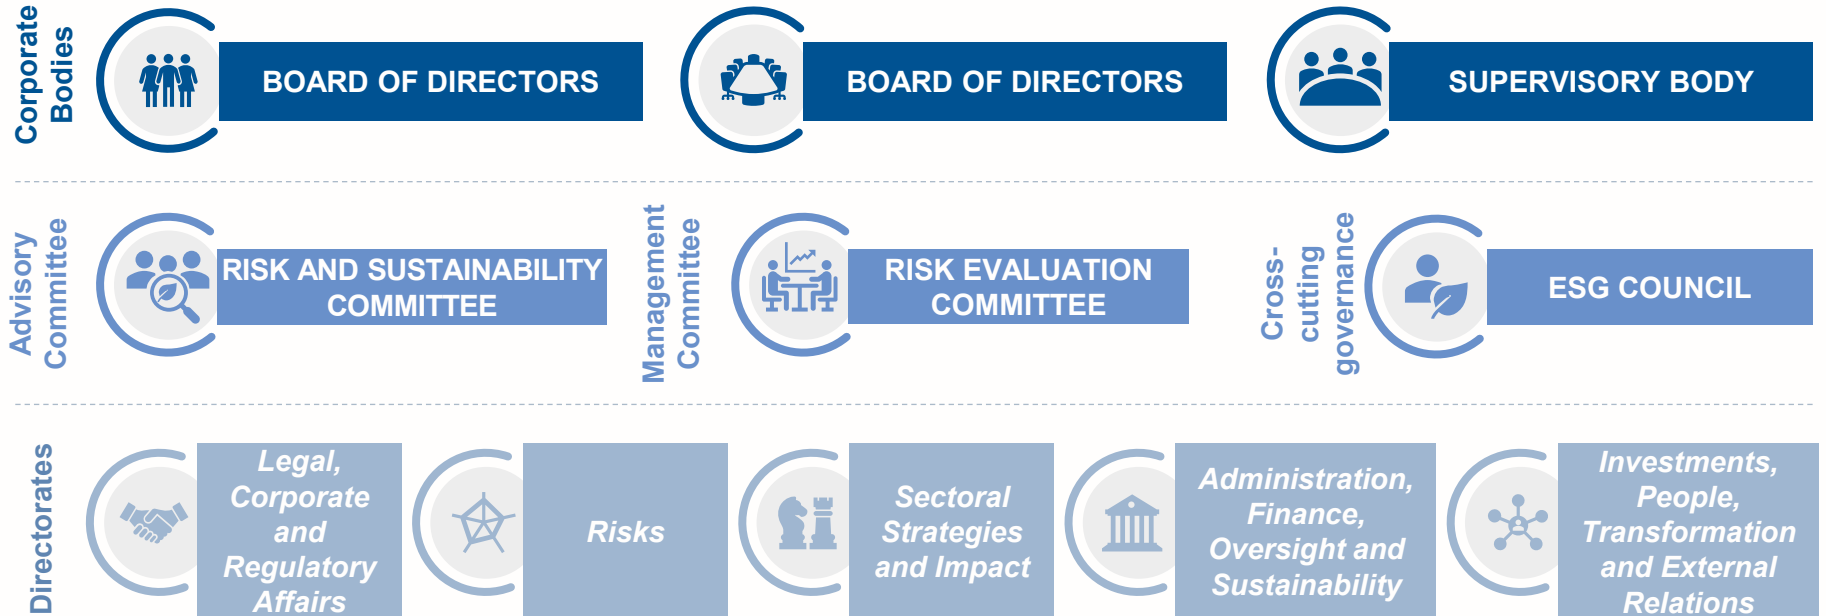 Corporate
Bodies
BOARD OF DIRECTORS
BOARD OF DIRECTORS
SUPERVISORY BODY
Advisory
Committee
RISK AND SUSTAINABILITY
COMMITTEE
Management
Committee
RISK EVALUATION
COMMITTEE
Cross-
cutting
governance
ESG COUNCIL
Directorates
Legal,
Corporate
and
Regulatory
Affairs
Risks
Sectoral
Strategies
and Impact
Administration,
Finance,
Oversight and
Sustainability
Investments,
People,
Transformation
and External
Relations